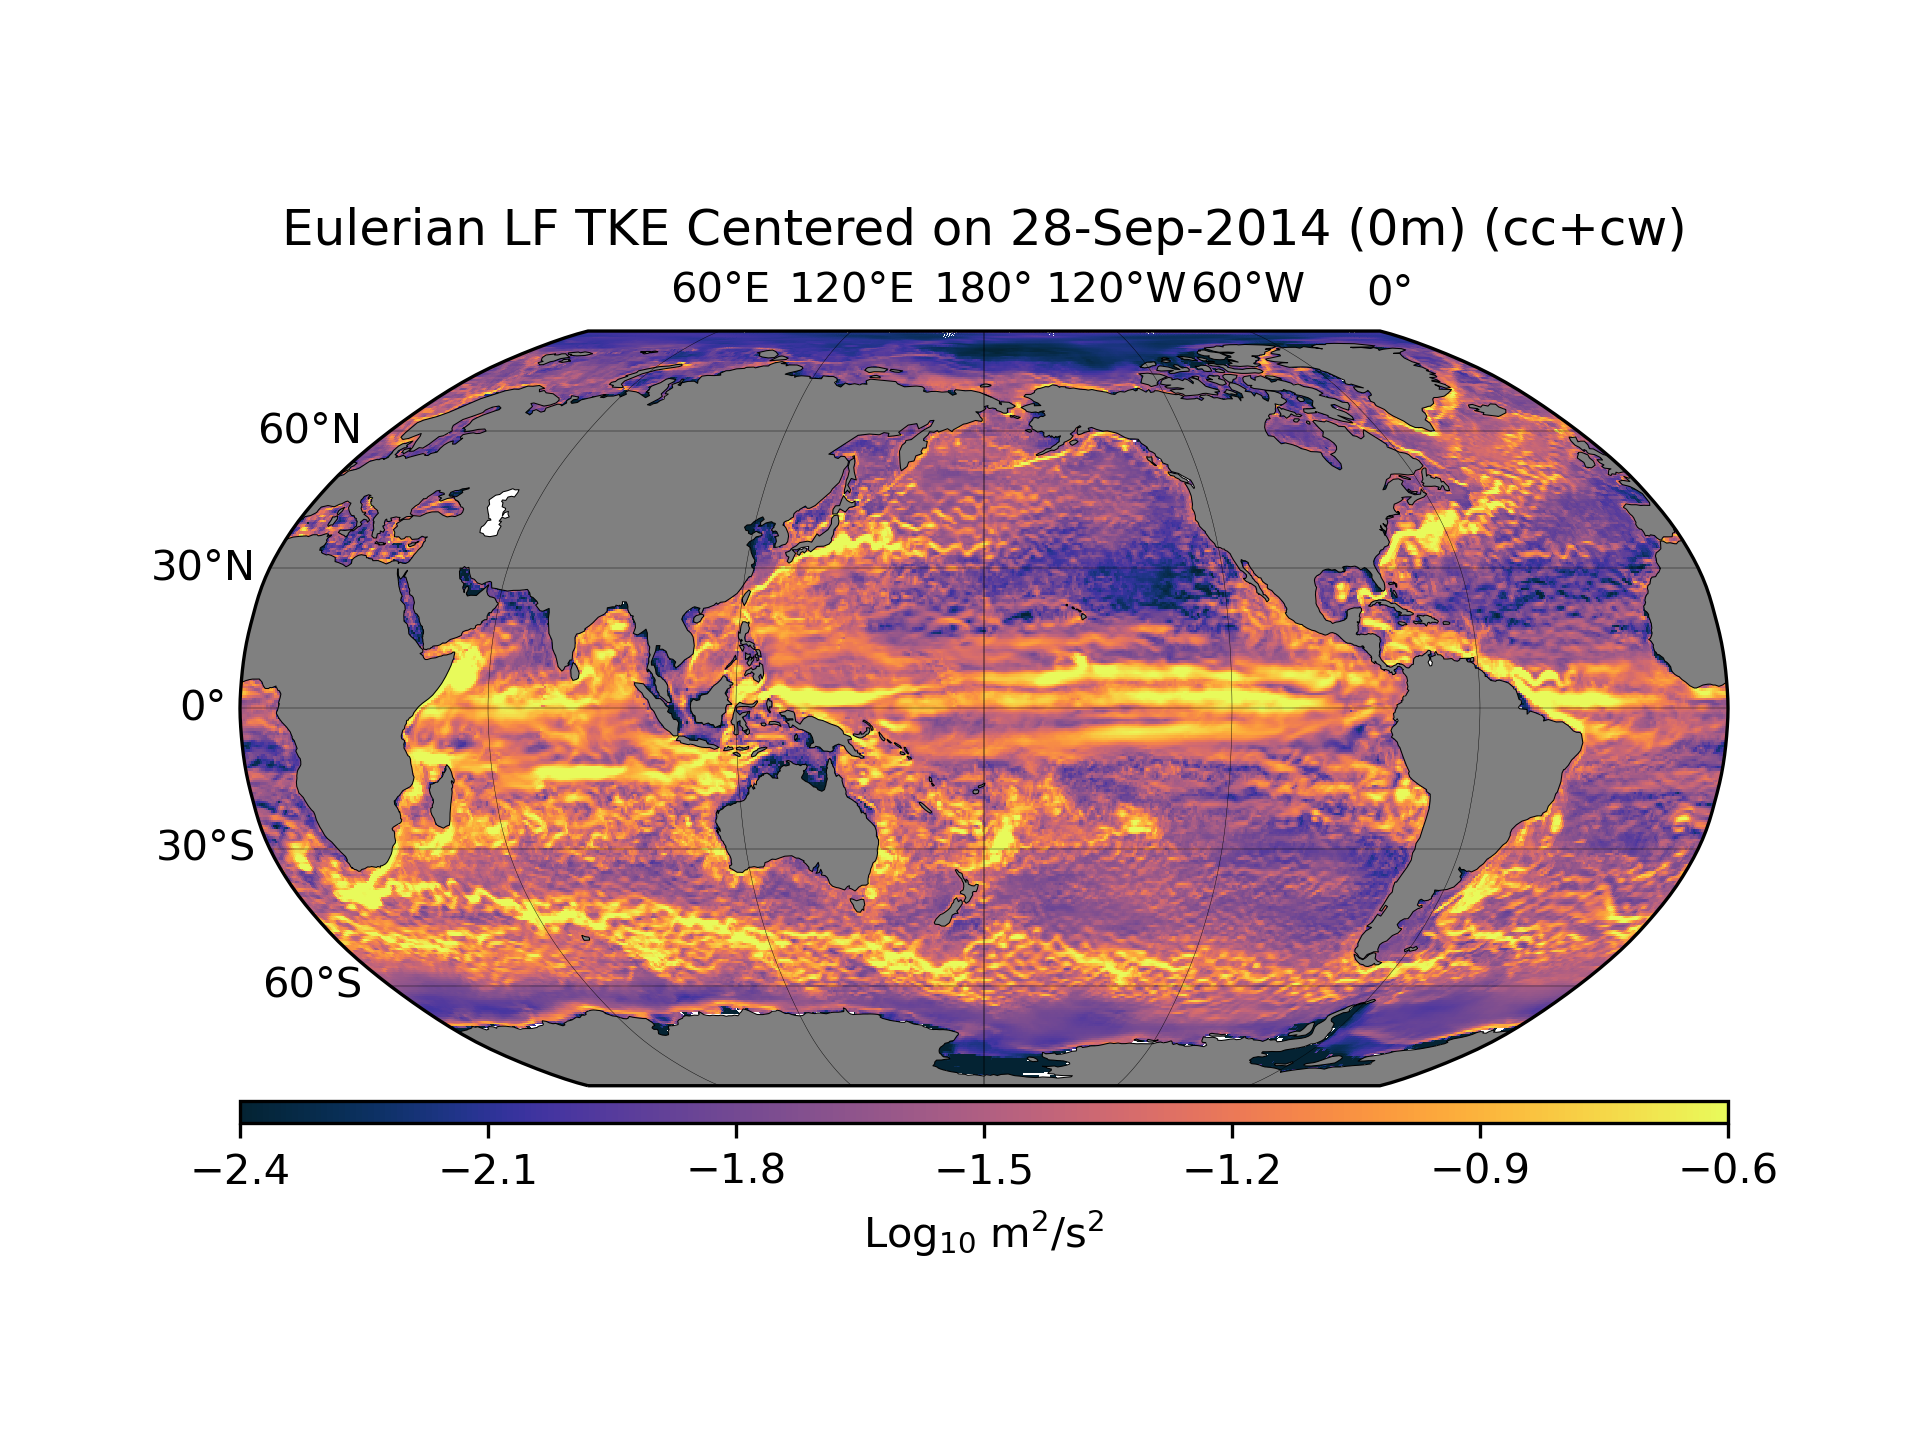 Eulerian LF TKE Centered on 28-Sep-2014 (0m) (cc+cw)
60°E 120°E 180° 120°W 60°W 0°
60°N
30°N
0°
30°S
60°S
−2.4 −2.1 −1.8 −1.5 −1.2 −0.9 −0.6
Log₁₀ m²/s²